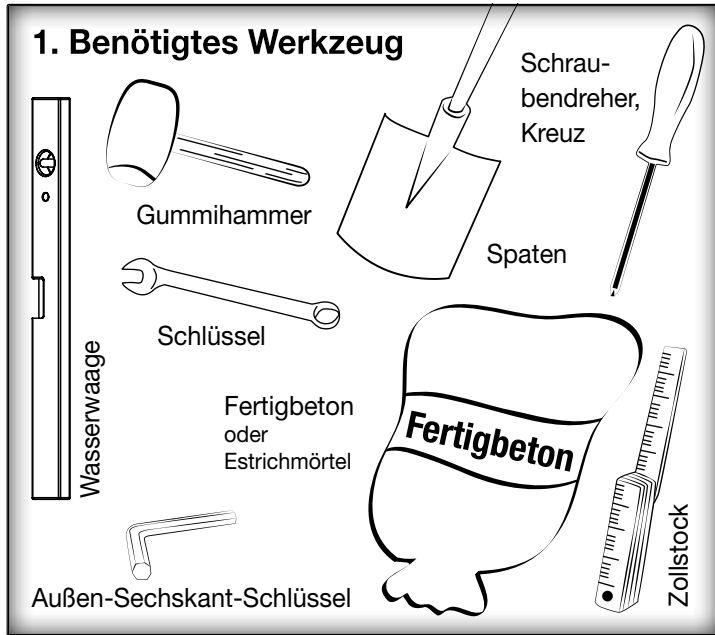 1. Benötigtes Werkzeug
Schrau-
bendreher,
Kreuz
Gummihammer
Spaten
Schlüssel
Wasserwaage
Fertigbeton
oder
Estrichmörtel
Fertigbeton
Zollstock
Außen-Sechskant-Schlüssel